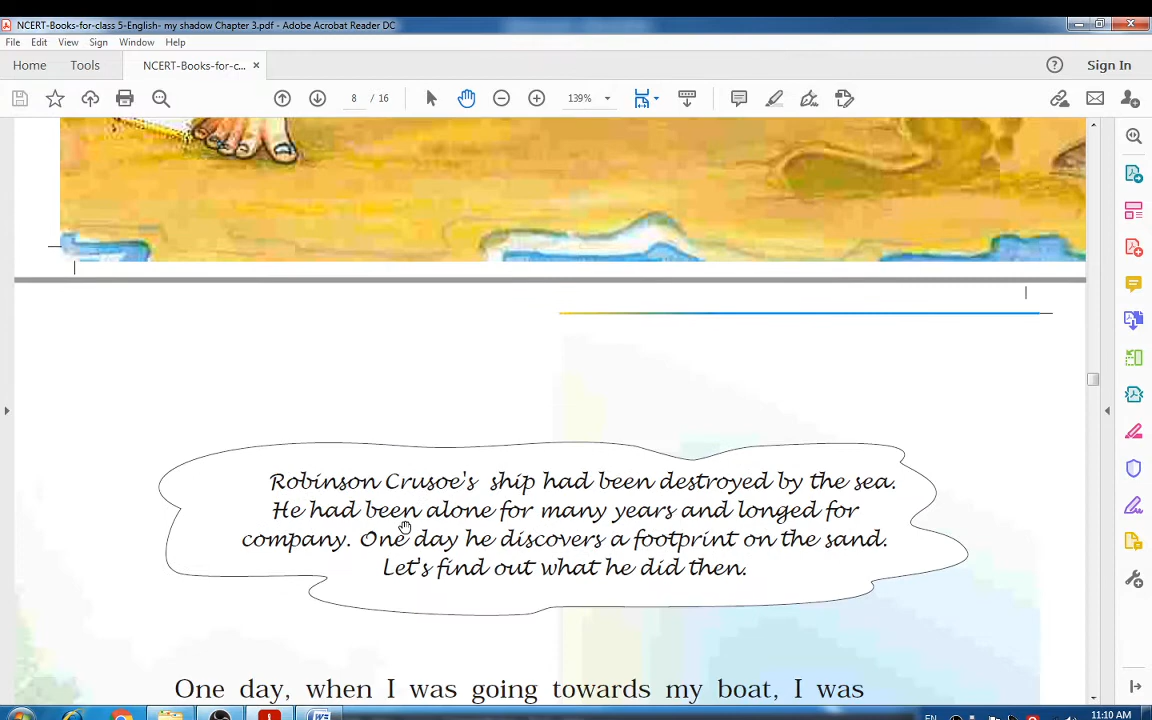 NCERT-Books-for-class 5-English- my shadow Chapter 3.pdf - Adobe Acrobat Reader DC
File Edit View Sign Window Help
Home Tools NCERT-Books-for-c... × Sign In
8 / 16 139%
Robinson Crusoe's ship had been destroyed by the sea.
He had been alone for many years and longed for
company. One day he discovers a footprint on the sand.
Let's find out what he did then.
One day, when I was going towards my boat, I was
EN 11:10 AM